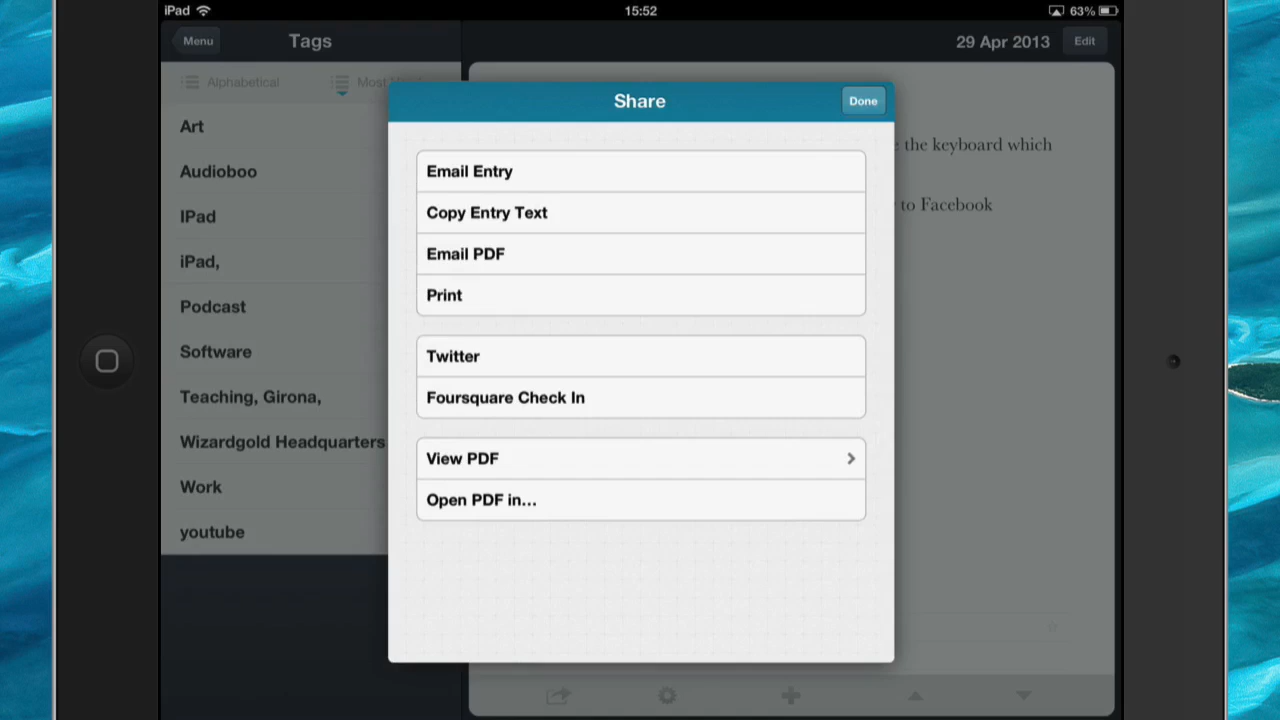 iPad 15:52 63%
Menu Tags 29 Apr 2013 Edit
Alphabetical Most
Share Done
Art
Audioboo
IPad
iPad,
Podcast
Software
Teaching, Girona,
Wizardgold Headquarters
Work
youtube
Email Entry
Copy Entry Text
Email PDF
Print
Twitter
Foursquare Check In
View PDF
Open PDF in...
the keyboard which
to Facebook